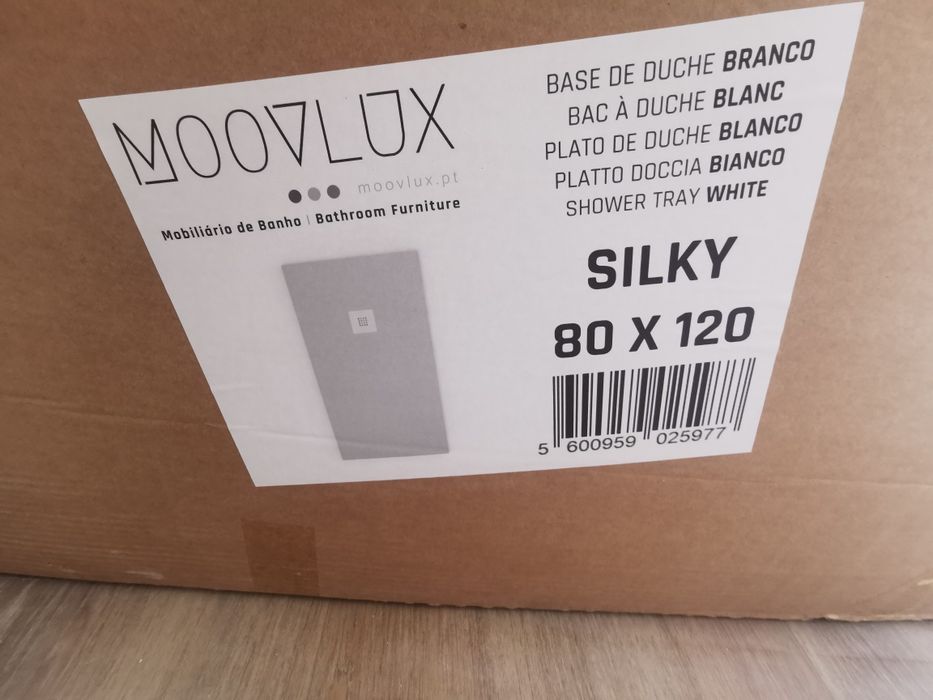 MOOVLUX
moovlux.pt
Mobiliário de Banho | Bathroom Furniture
BASE DE DUCHE BRANCO
BAC À DUCHE BLANC
PLATO DE DUCHE BLANCO
PLATTO DOCCIA BIANCO
SHOWER TRAY WHITE
SILKY
80 X 120
5 600959 025977